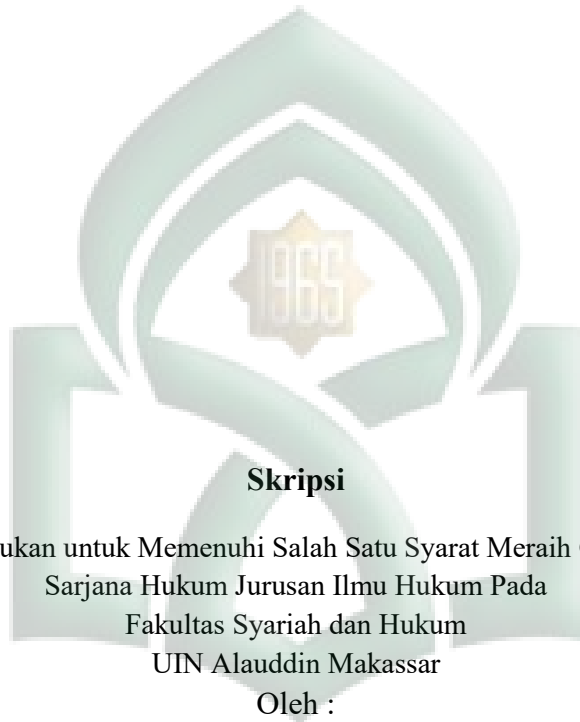 1965
Skripsi
ukan untuk Memenuhi Salah Satu Syarat Meraih
Sarjana Hukum Jurusan Ilmu Hukum Pada
Fakultas Syariah dan Hukum
UIN Alauddin Makassar
Oleh :